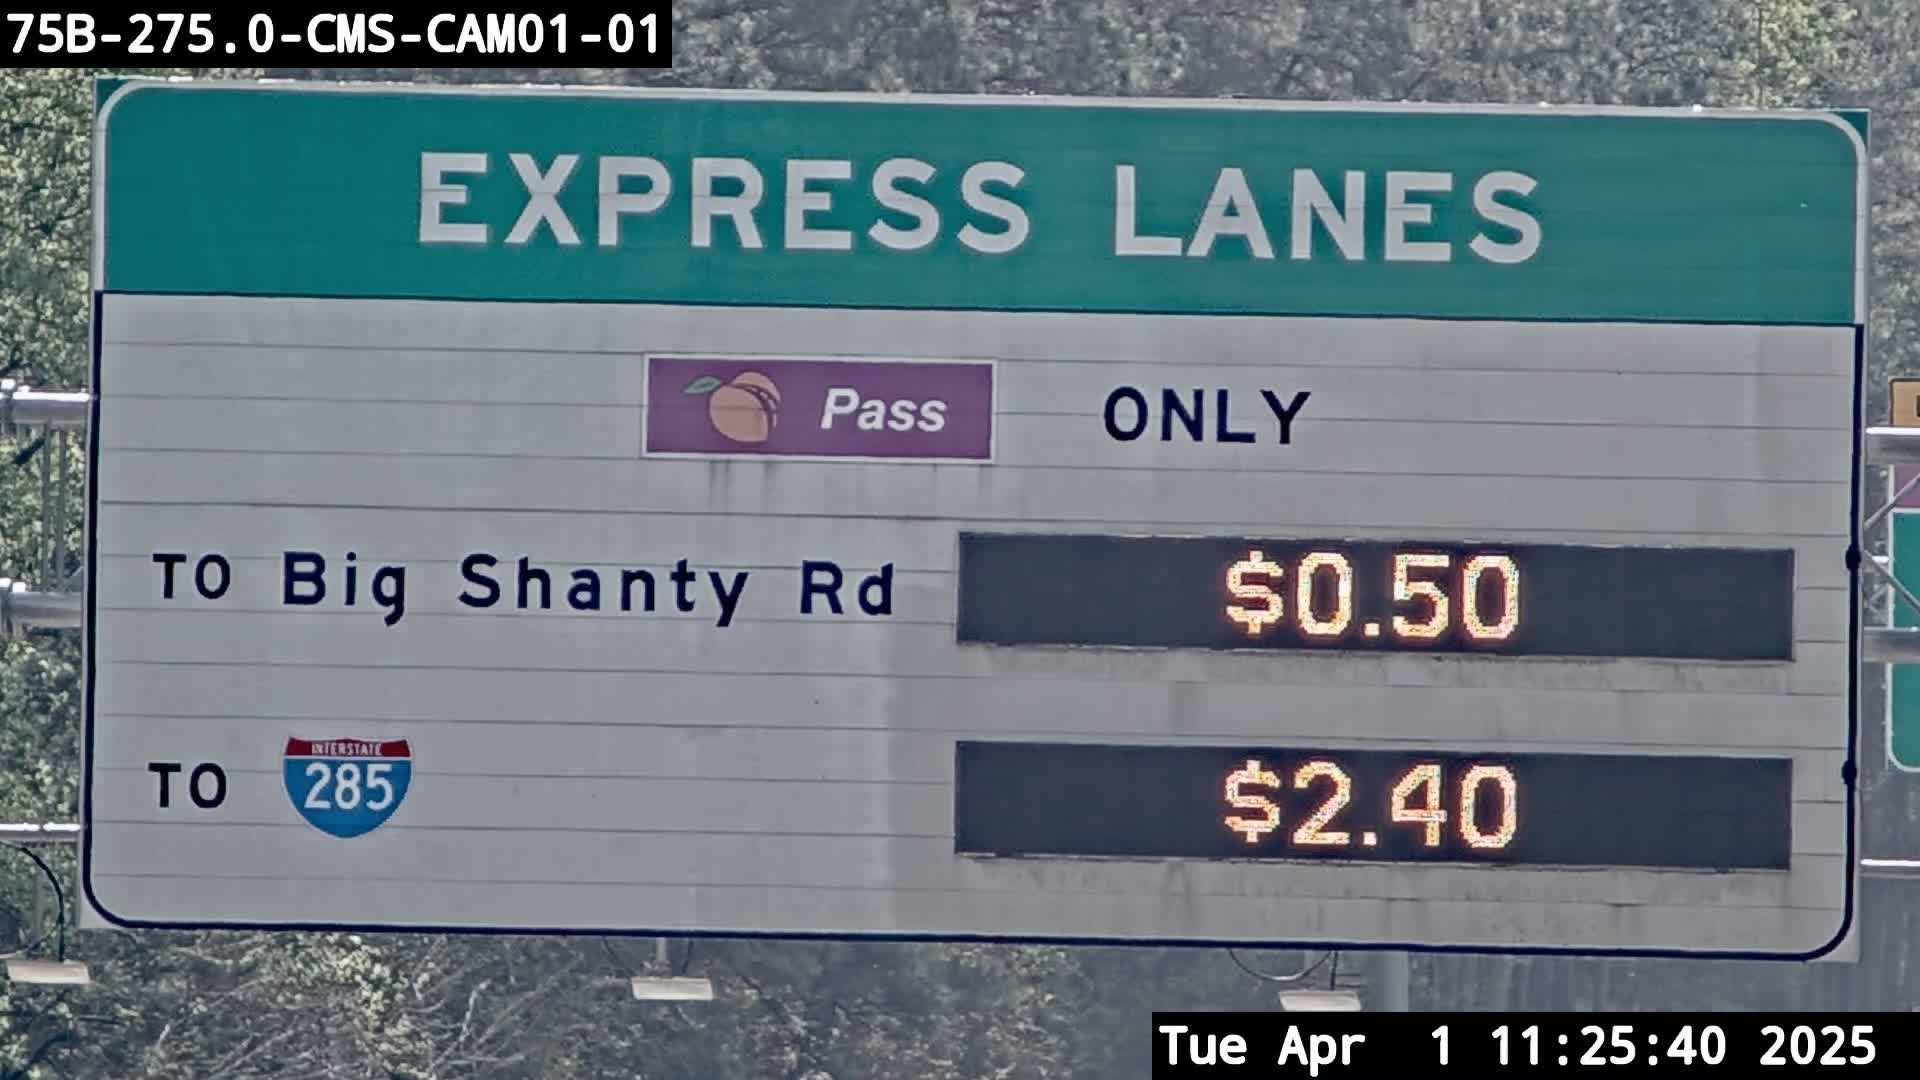 75B-275.0-CMS-CAM01-01
EXPRESS LANES
Pass ONLY
TO Big Shanty Rd $0.50
TO INTERSTATE 285 $2.40
Tue Apr 1 11:25:40 2025